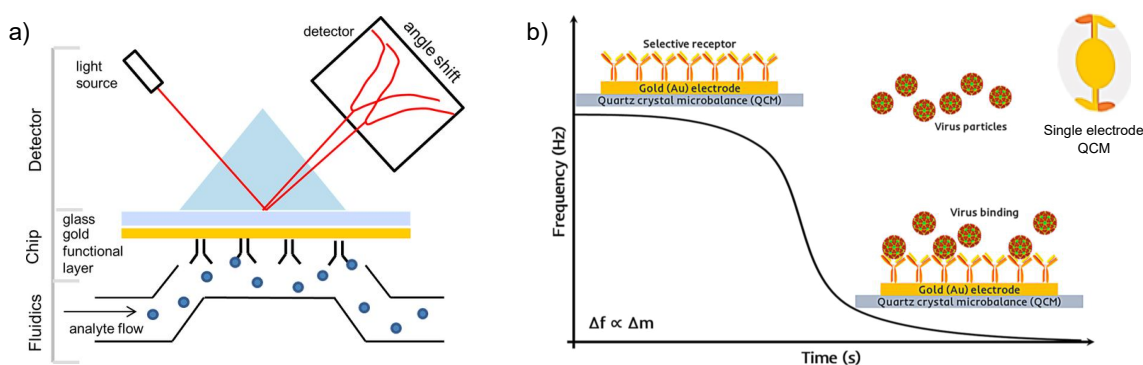 a)
Detector
Chip
Fluidics
light
source
detector
angle shift
glass
gold
functional
layer
analyte flow
b)
Frequency (Hz)
Selective receptor
Gold (Au) electrode
Quartz crystal microbalance (QCM)
Virus particles
Single electrode
QCM
Virus binding
Gold (Au) electrode
Quartz crystal microbalance (QCM)
Δf ∝ Δm
Time (s)